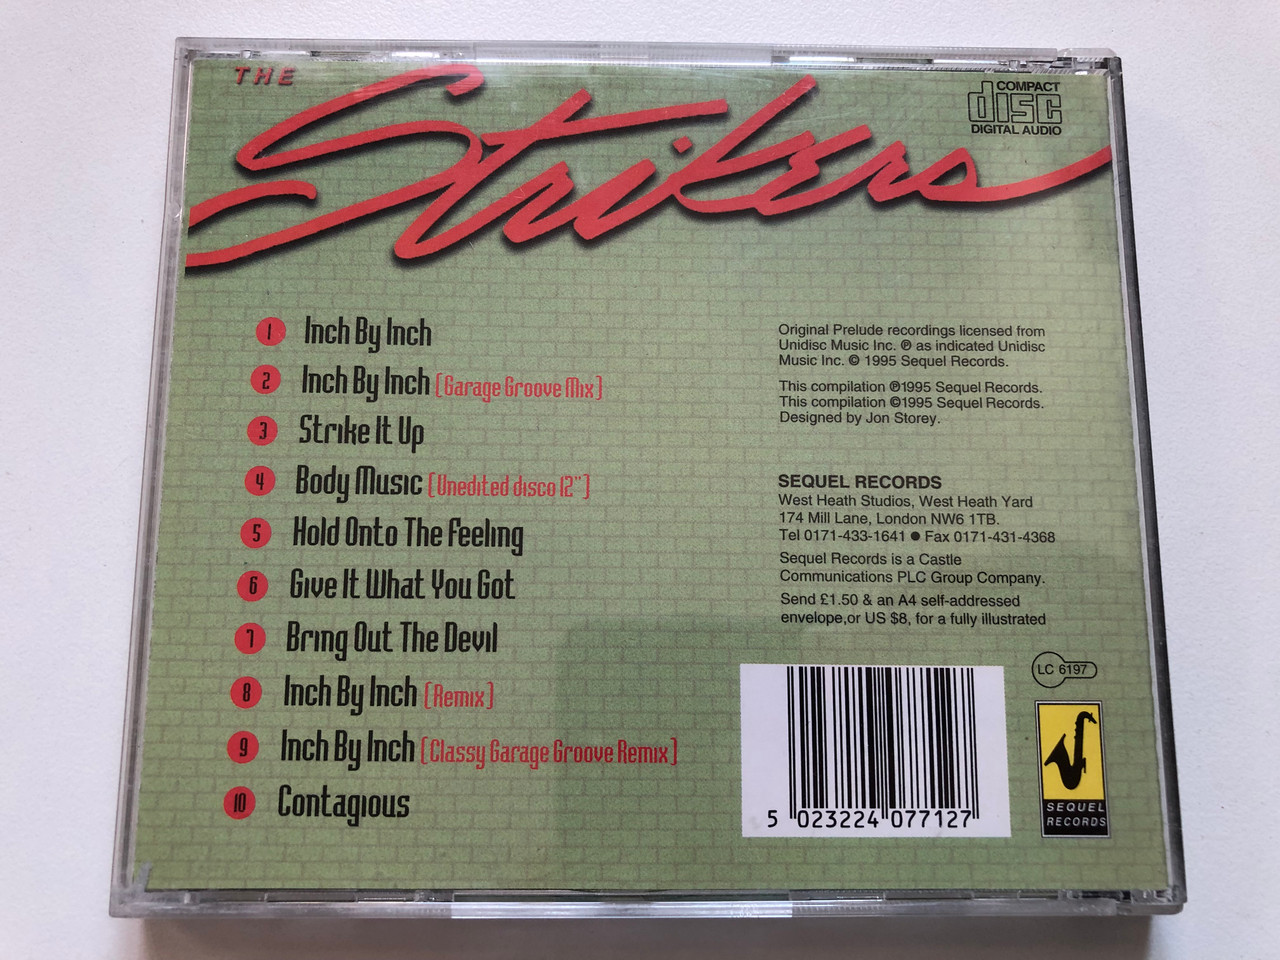 THE
Strikers
COMPACT
disc
DIGITAL AUDIO
1 Inch By Inch
2 Inch By Inch (Garage Groove Mix)
3 Strike It Up
4 Body Music (Unedited disco 12")
5 Hold Onto The Feeling
6 Give It What You Got
7 Bring Out The Devil
8 Inch By Inch (Remix)
9 Inch By Inch (Classy Garage Groove Remix)
10 Contagious
Original Prelude recordings licensed from
Unidisc Music Inc. ℗ as indicated Unidisc
Music Inc. © 1995 Sequel Records.
This compilation ℗1995 Sequel Records.
This compilation ©1995 Sequel Records.
Designed by Jon Storey.
SEQUEL RECORDS
West Heath Studios, West Heath Yard
174 Mill Lane, London NW6 1TB.
Tel 0171-433-1641 ● Fax 0171-431-4368
Sequel Records is a Castle
Communications PLC Group Company.
Send £1.50 & an A4 self-addressed
envelope,or US $8, for a fully illustrated
LC 6197
5 023224 077127
SEQUEL
RECORDS